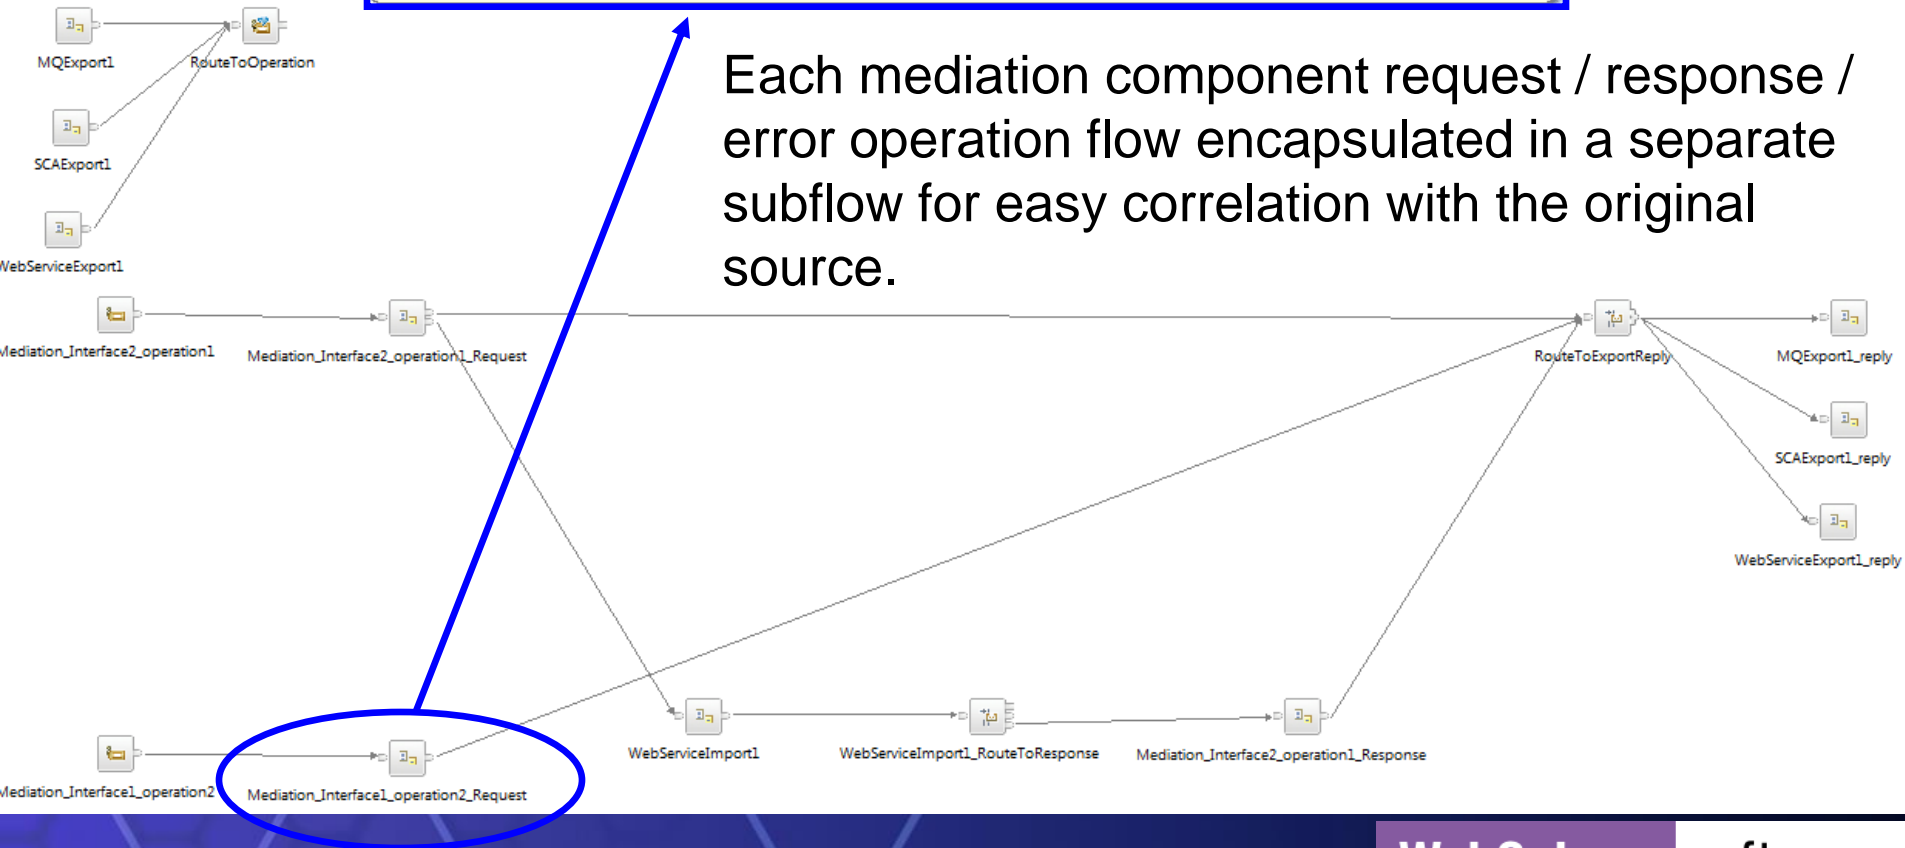 MQExport1
RouteToOperation
Each mediation component request / response /
error operation flow encapsulated in a separate
subflow for easy correlation with the original
source.
SCAExport1
WebServiceExport1
Mediation_Interface2_operation1
Mediation_Interface2_operation1_Request
RouteToExportReply
MQExport1_reply
SCAExport1_reply
WebServiceExport1_reply
WebServiceImport1
WebServiceImport1_RouteToResponse
Mediation_Interface2_operation1_Response
Mediation_Interface1_operation2
Mediation_Interface1_operation2_Request